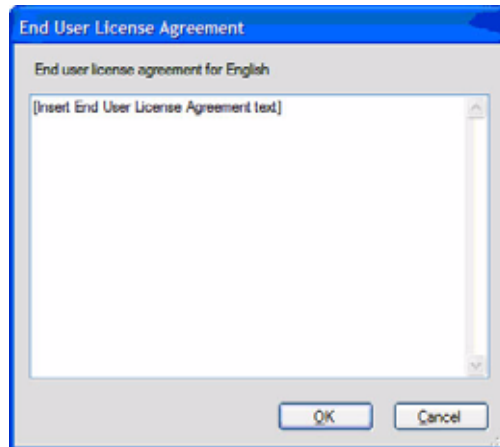 End User License Agreement
End user license agreement for English
[Insert End User License Agreement text]
OK Cancel